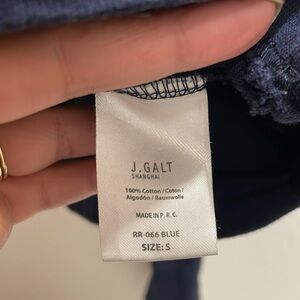 J.GALT
SHANGHAI
100% Cotton / Coton /
Algodón / Baumwolle
MADE IN P. R. C.
RR-066 BLUE
SIZE: S